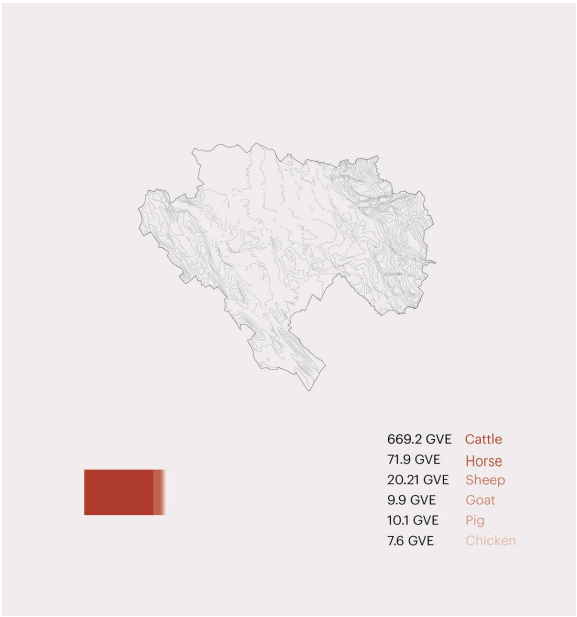 669.2 GVE Cattle
71.9 GVE Horse
20.21 GVE Sheep
9.9 GVE Goat
10.1 GVE Pig
7.6 GVE Chicken